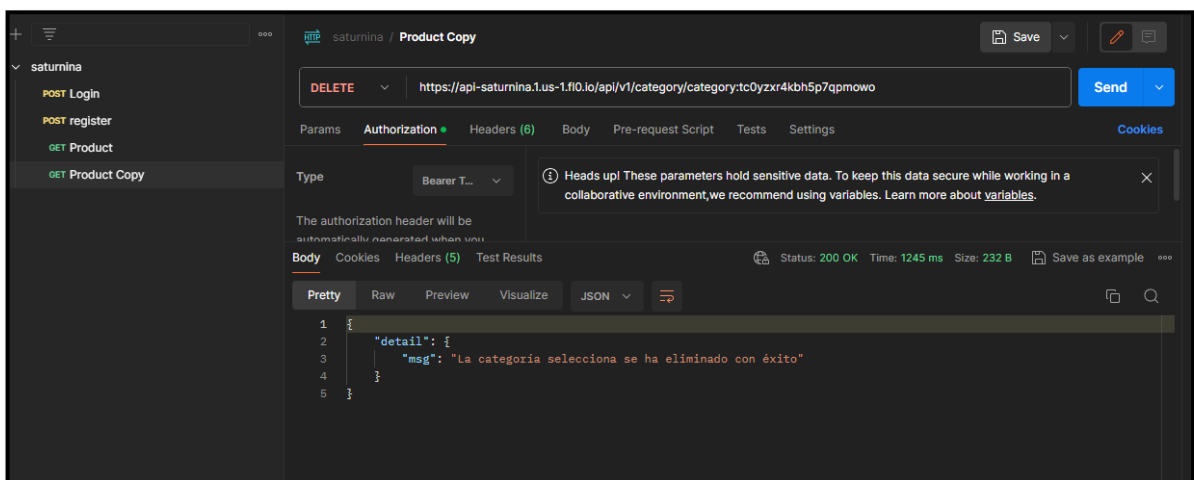 +
saturnina / Product Copy
Save
saturnina
DELETE
https://api-saturnina.1.us-1.fl0.io/api/v1/category/category:tc0yzxr4kbh5p7qpmowo
Send
POST Login
POST register
GET Product
GET Product Copy
Params Authorization Headers (6) Body Pre-request Script Tests Settings Cookies
Type
Bearer T...
Heads up! These parameters hold sensitive data. To keep this data secure while working in a
collaborative environment,we recommend using variables. Learn more about variables.
The authorization header will be
automatically generated when you
Body Cookies Headers (5) Test Results
Status: 200 OK Time: 1245 ms Size: 232 B Save as example
Pretty Raw Preview Visualize JSON
1 {
2 "detail": {
3 "msg": "La categoría selecciona se ha eliminado con éxito"
4 }
5 }